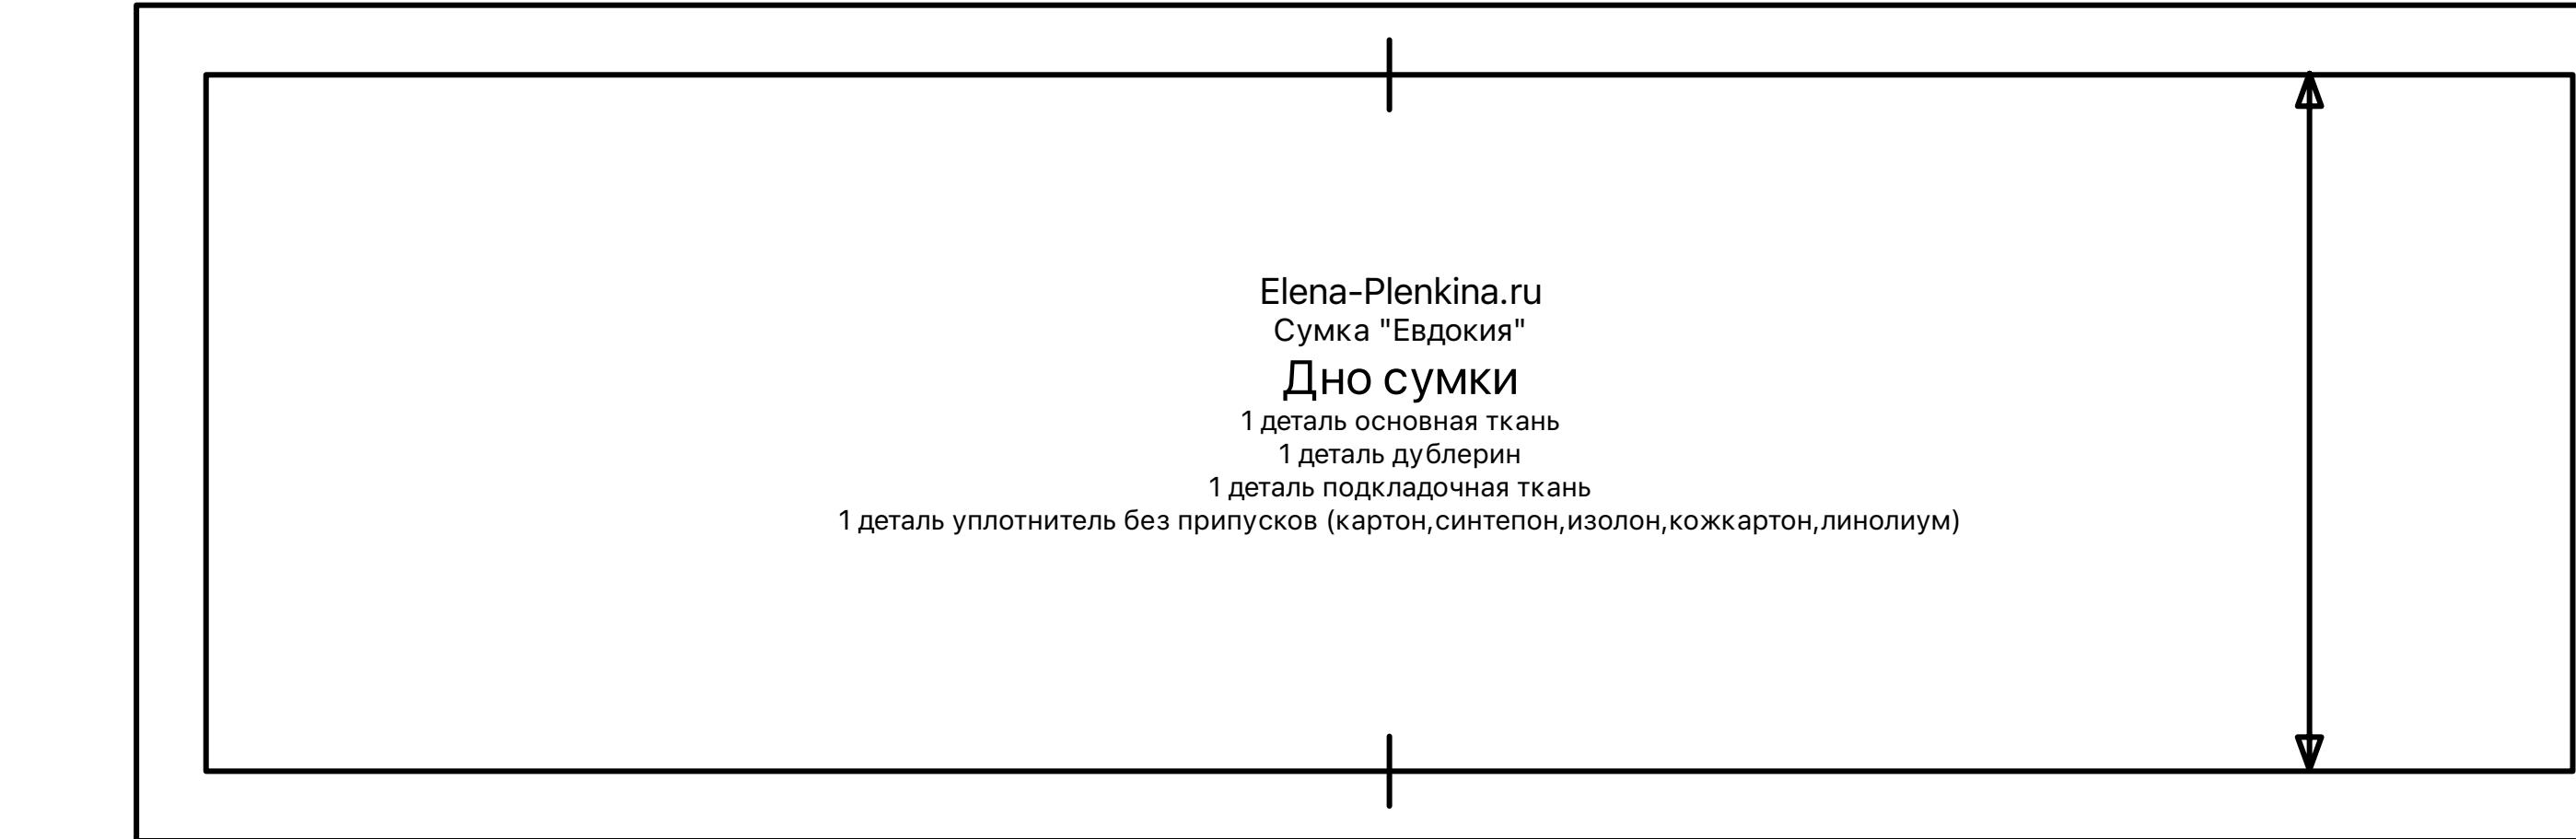 Elena-Plenkina.ru
Сумка "Евдокия"
Дно сумки
1 деталь основная ткань
1 деталь дублерин
1 деталь подкладочная ткань
1 деталь уплотнитель без припусков (картон,синтепон,изолон,кожкартон,линолиум)